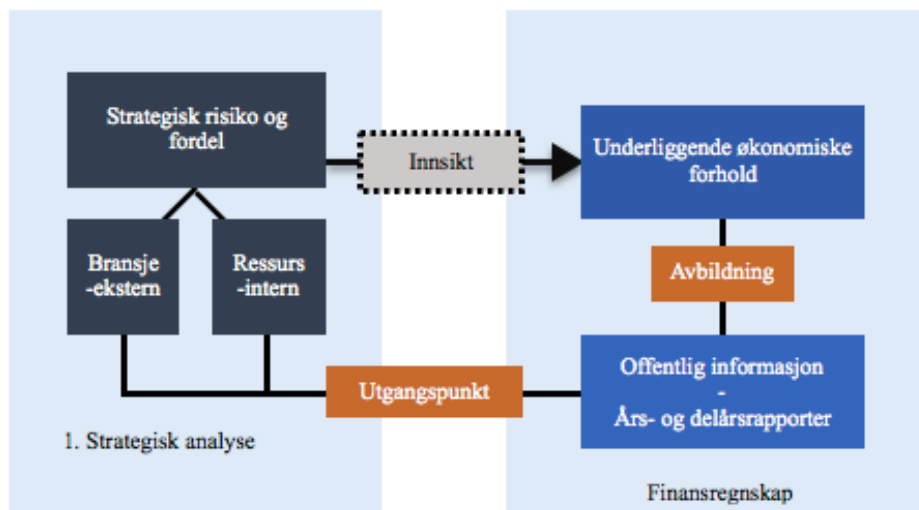 Strategisk risiko og
fordel
Innsikt
Underliggende økonomiske
forhold
Bransje
-ekstern
Ressurs
-intern
Avbildning
Utgangspunkt
Offentlig informasjon
-
Års- og delårsrapporter
1. Strategisk analyse
Finansregnskap